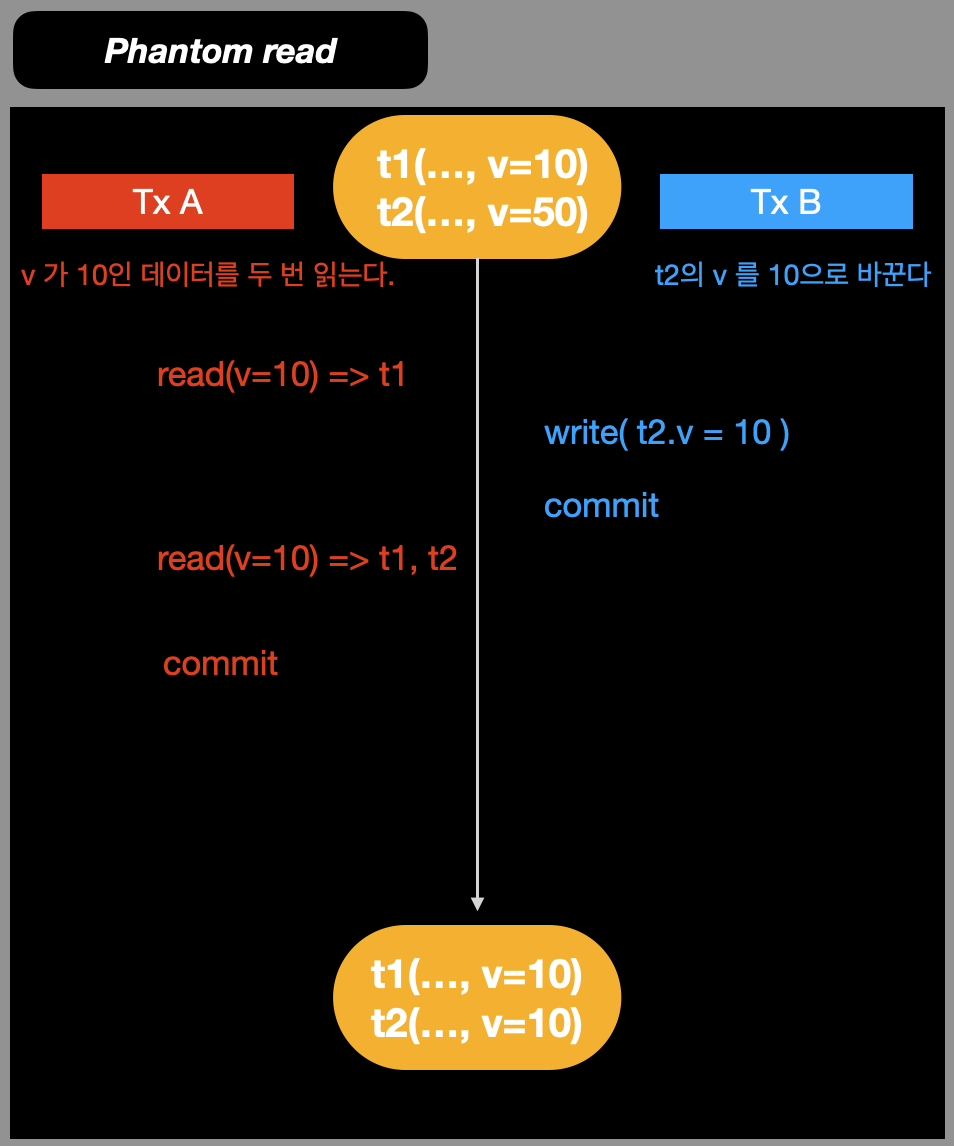 Phantom read
t1(..., v=10)
t2(..., v=50)
Tx A
Tx B
v 가 10인 데이터를 두 번 읽는다.
t2의 v 를 10으로 바꾼다
read(v=10) => t1
write( t2.v = 10 )
commit
read(v=10) => t1, t2
commit
t1(..., v=10)
t2(..., v=10)